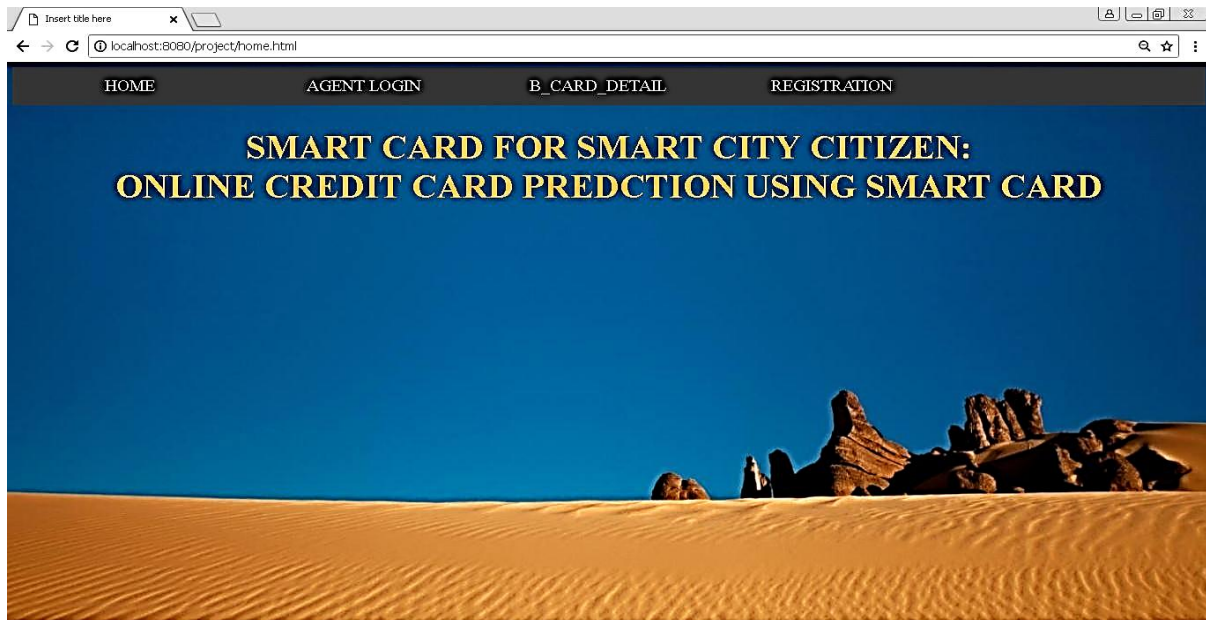 Insert title here
localhost:8080/project/home.html
HOME AGENT LOGIN B_CARD_DETAIL REGISTRATION
SMART CARD FOR SMART CITY CITIZEN:
ONLINE CREDIT CARD PREDCTION USING SMART CARD